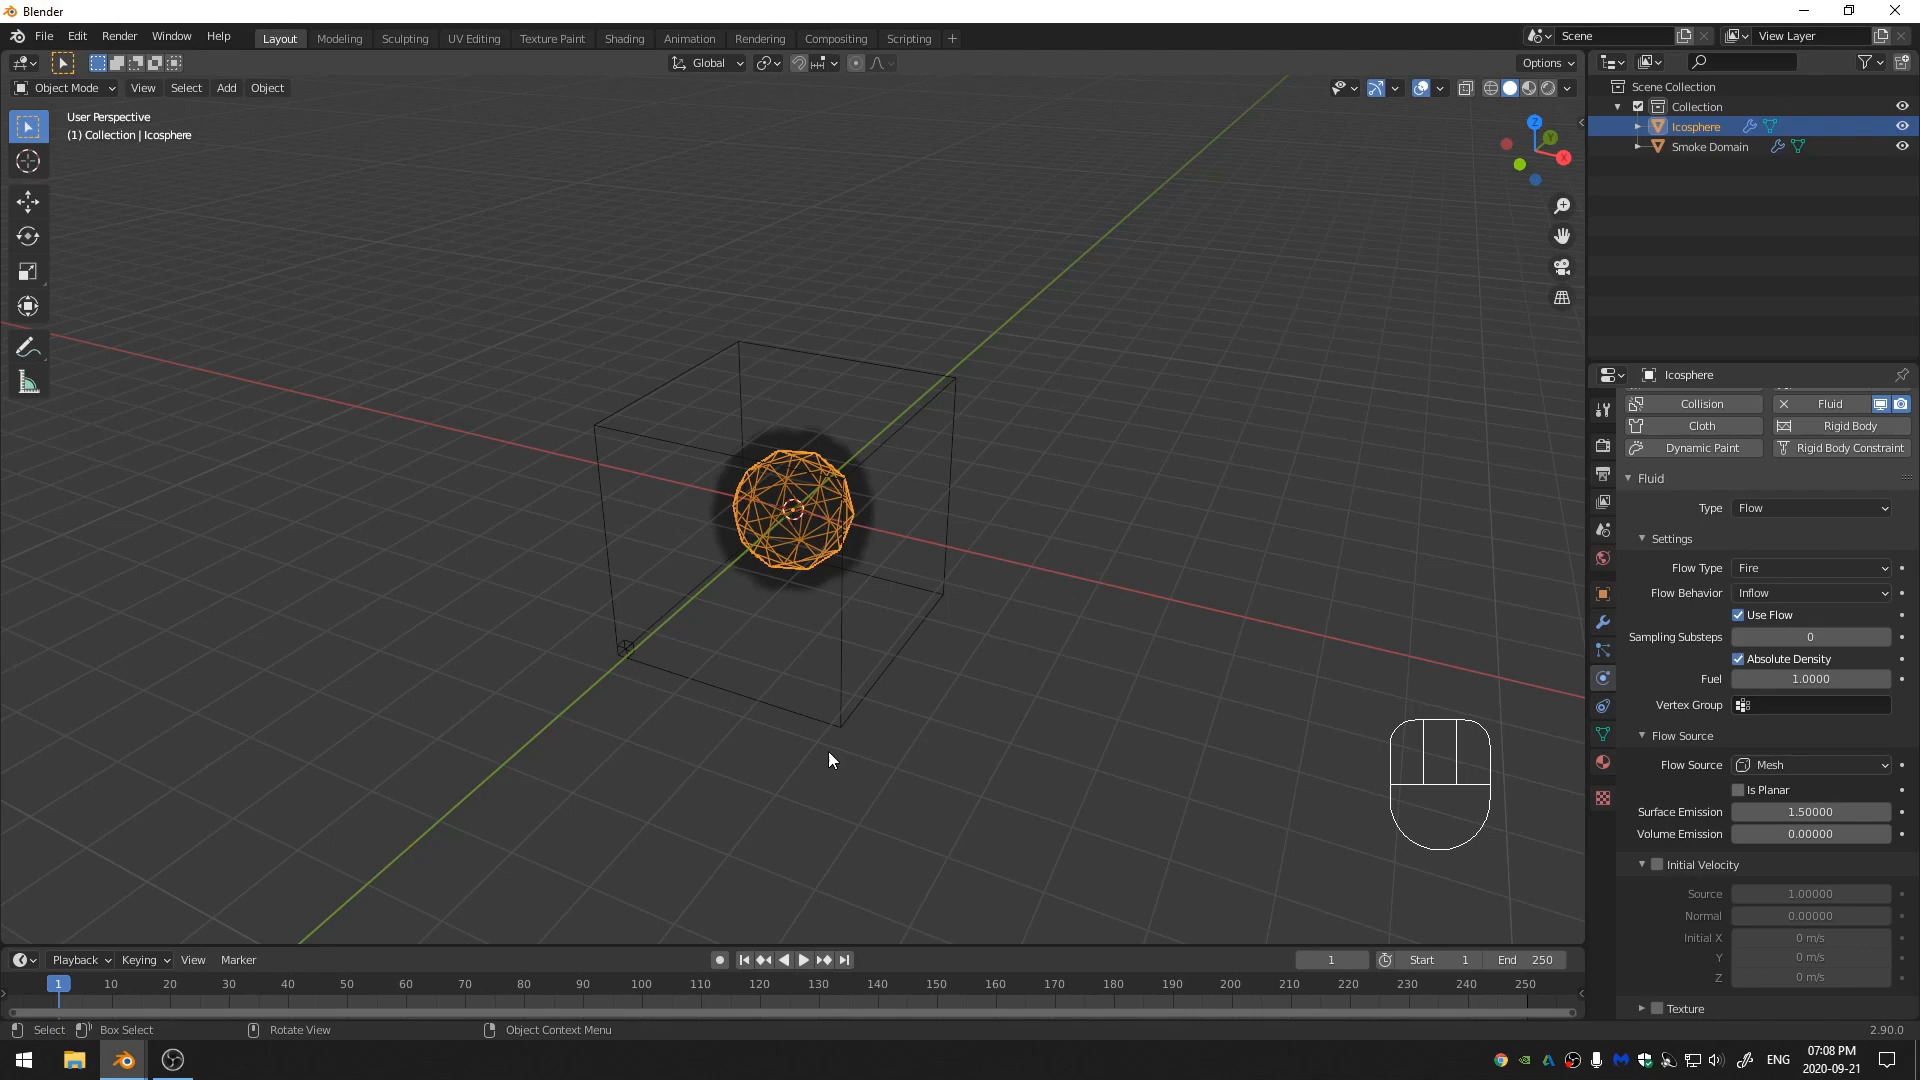 Blender
File Edit Render Window Help Layout Modeling Sculpting UV Editing Texture Paint Shading Animation Rendering Compositing Scripting + Scene View Layer
Global Options
Object Mode View Select Add Object
User Perspective
(1) Collection | Icosphere
Z
Y
X
Scene Collection
Collection
Icosphere
Smoke Domain
Icosphere
Collision Fluid
Cloth Rigid Body
Dynamic Paint Rigid Body Constraint
Fluid
Type Flow
Settings
Flow Type Fire
Flow Behavior Inflow
Use Flow
Sampling Substeps 0
Absolute Density
Fuel 1.0000
Vertex Group
Flow Source
Flow Source Mesh
Is Planar
Surface Emission 1.50000
Volume Emission 0.00000
Initial Velocity
Source 1.00000
Normal 0.00000
Initial X 0 m/s
Y 0 m/s
Z 0 m/s
Texture
Playback Keying View Marker 1 Start 1 End 250
1 10 20 30 40 50 60 70 80 90 100 110 120 130 140 150 160 170 180 190 200 210 220 230 240 250
Select Box Select Rotate View Object Context Menu 2.90.0
ENG 07:08 PM
2020-09-21